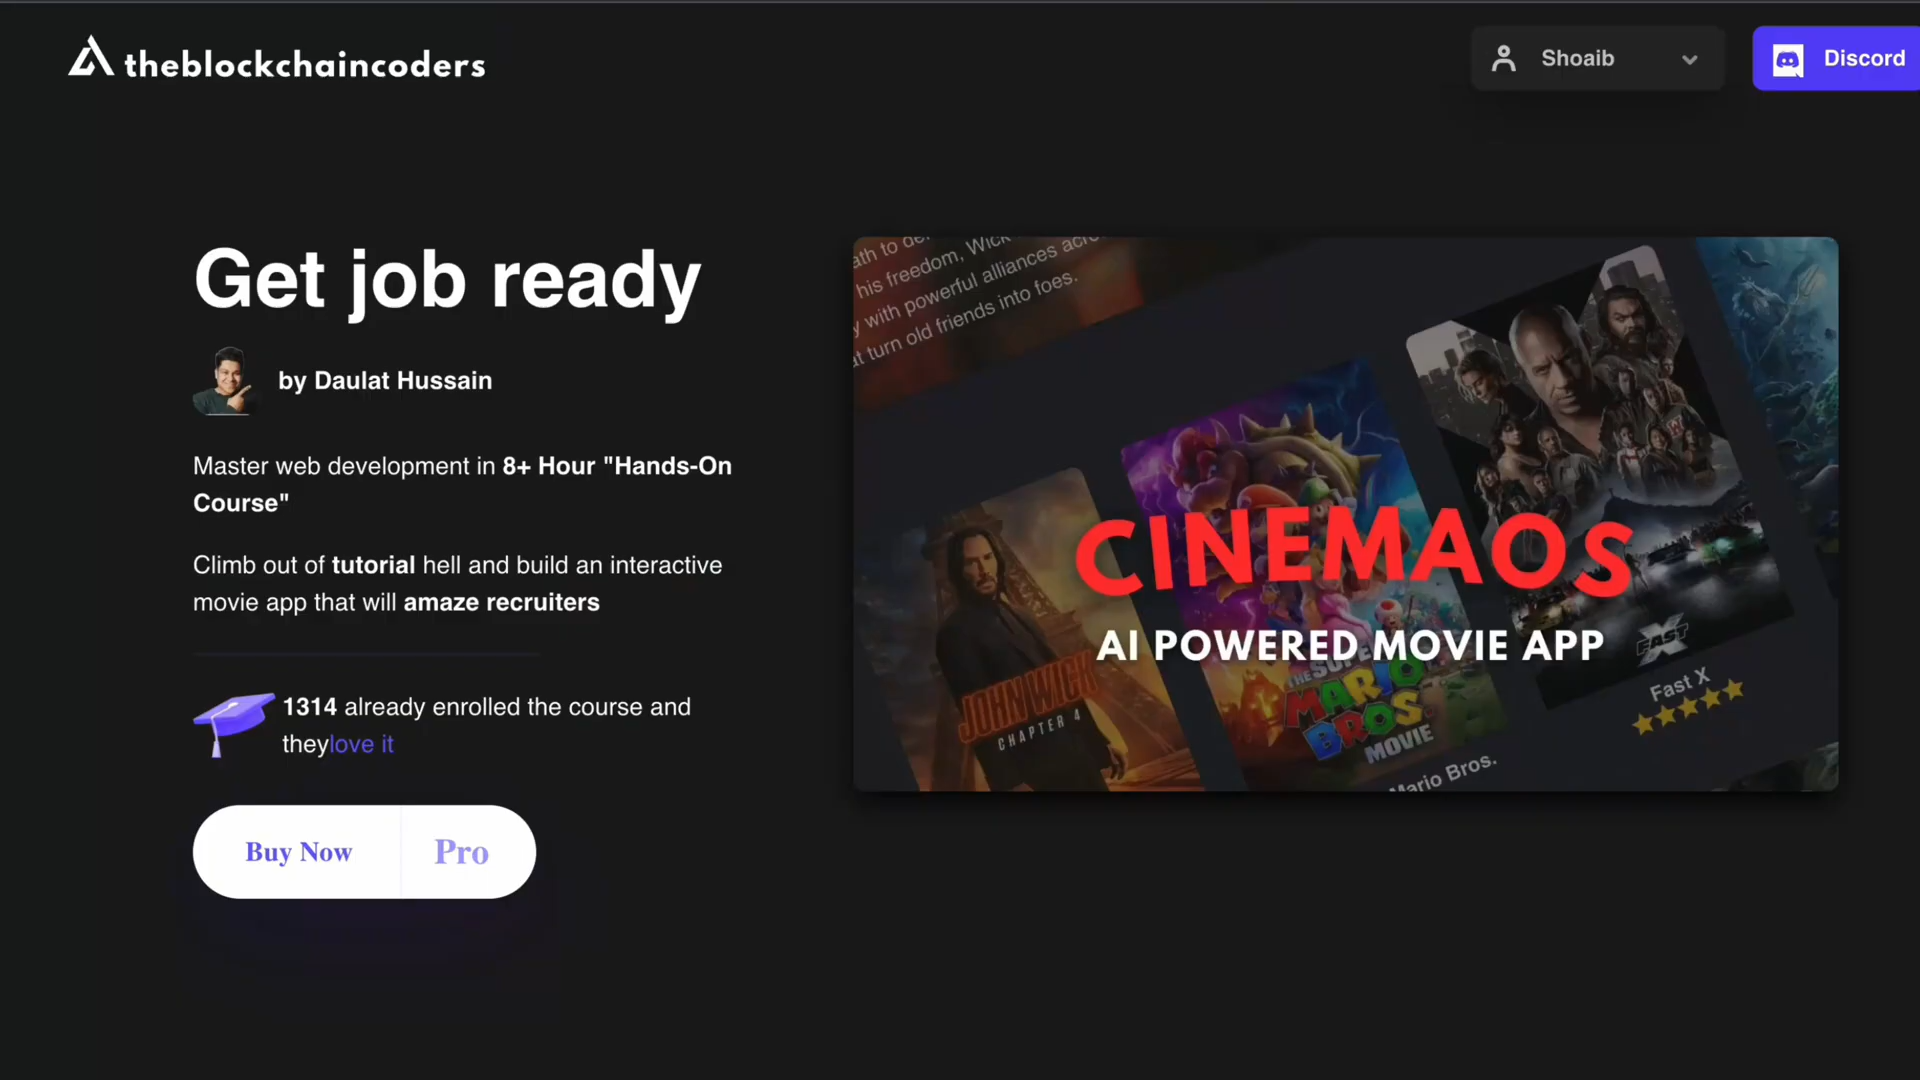 theblockchaincoders
Shoaib
Discord
Get job ready
by Daulat Hussain
Master web development in 8+ Hour "Hands-On
Course"
Climb out of tutorial hell and build an interactive
movie app that will amaze recruiters
1314 already enrolled the course and
theylove it
Buy Now
Pro
his freedom, Wick
with powerful alliances
turn old friends into foes.
CINEMAOS
AI POWERED MOVIE APP
JOHN WICK
CHAPTER 4
THE SUPER
MARIO
BROS.
MOVIE
Mario Bros.
FAST X
Fast X